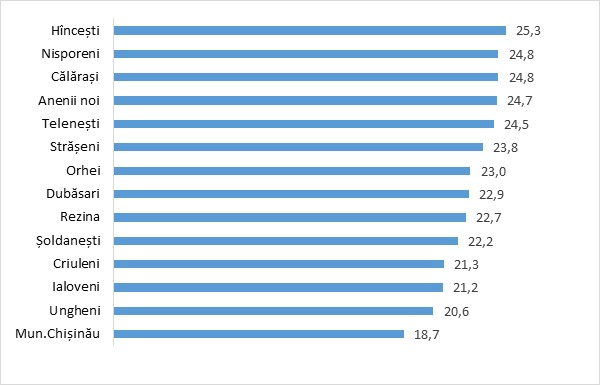 Hîncești 25,3
Nisporeni 24,8
Călărași 24,8
Anenii noi 24,7
Telenești 24,5
Strășeni 23,8
Orhei 23,0
Dubăsari 22,9
Rezina 22,7
Șoldanești 22,2
Criuleni 21,3
Ialoveni 21,2
Ungheni 20,6
Mun.Chișinău 18,7